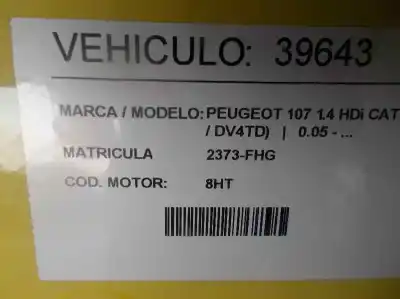 VEHICULO: 39643
MARCA / MODELO: PEUGEOT 107 1.4 HDi CAT
/ DV4TD) | 0.05 - ...
MATRICULA 2373-FHG
COD. MOTOR: 8HT